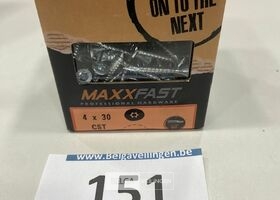 ON TO THE
NEXT
MAXXFAST
PROFESSIONAL HARDWARE
4 x 30
CST
www.Belgaveilingen.be
151